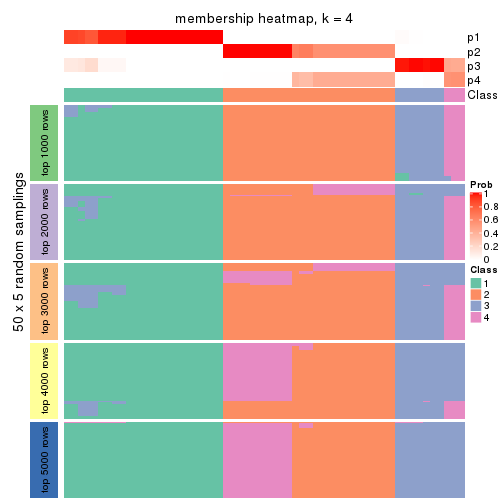 membership heatmap, k = 4
p1
p2
p3
p4
Class
50 x 5 random samplings
top 1000 rows
top 2000 rows
top 3000 rows
top 4000 rows
top 5000 rows
Prob
1
0.8
0.6
0.4
0.2
0
Class
1
2
3
4